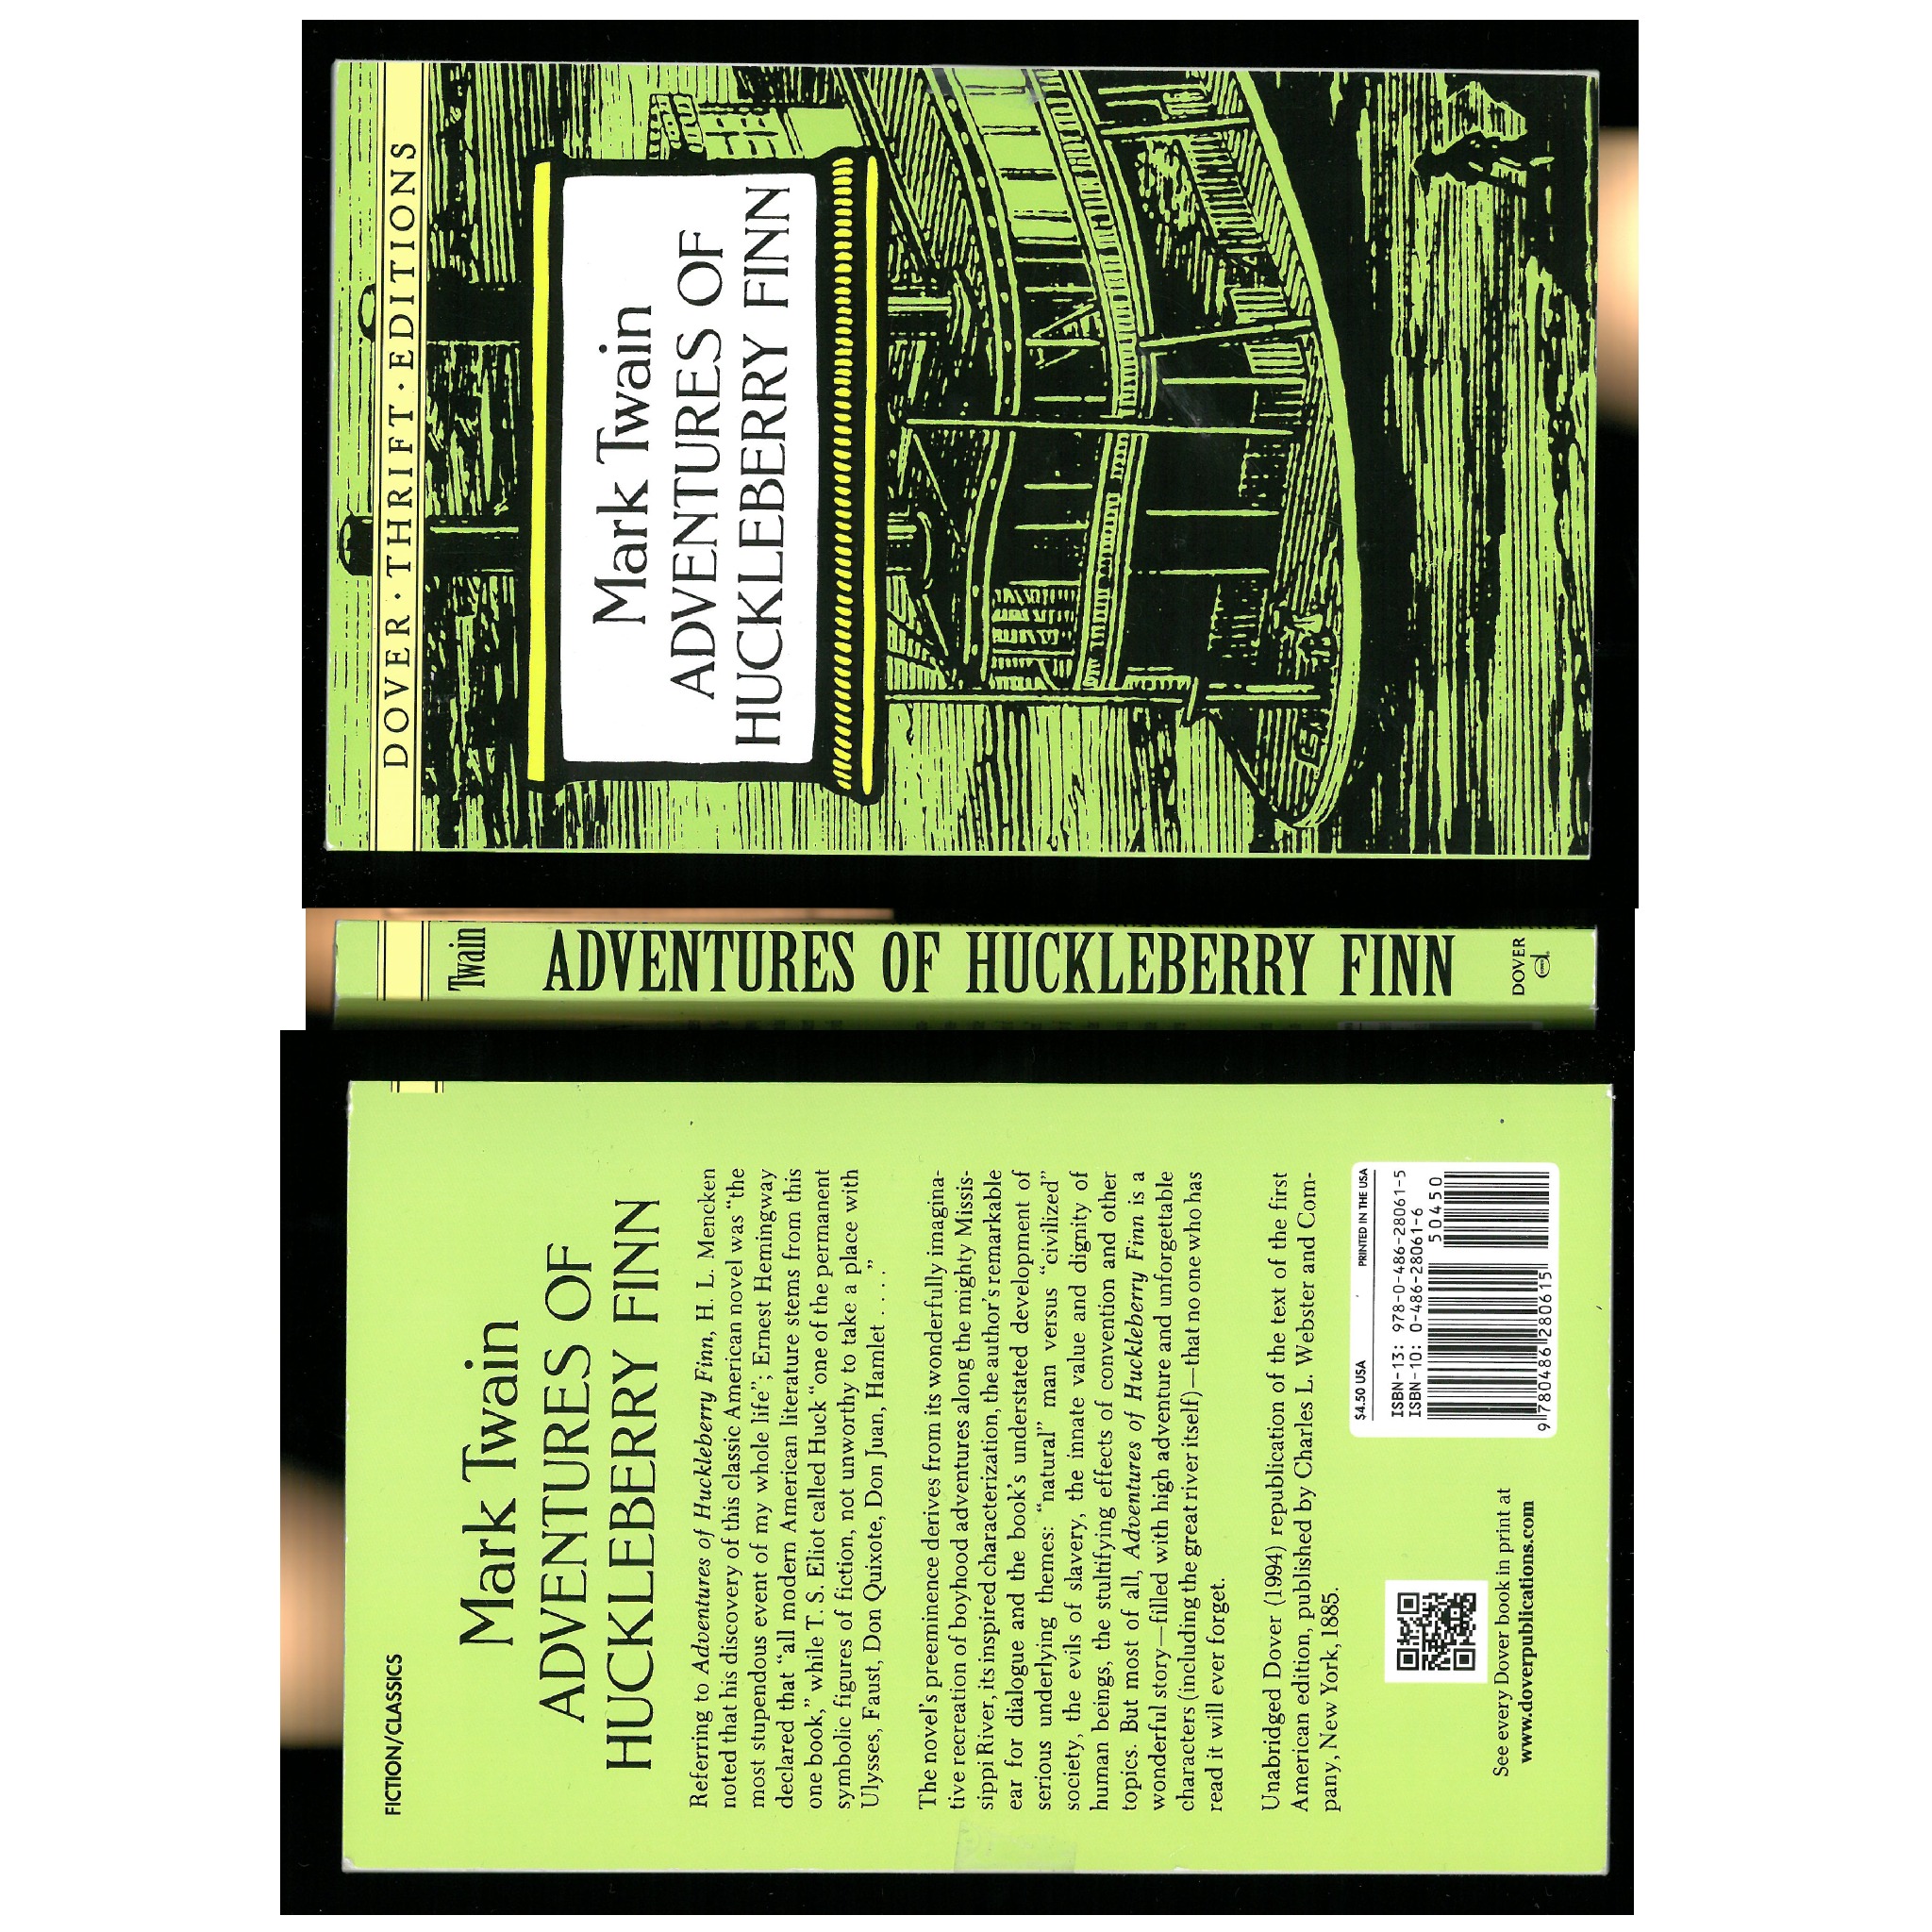 DOVER · THRIFT · EDITIONS
Mark Twain
ADVENTURES OF
HUCKLEBERRY FINN
Twain
ADVENTURES OF HUCKLEBERRY FINN
DOVER
FICTION/CLASSICS
Mark Twain
ADVENTURES OF
HUCKLEBERRY FINN
Referring to Adventures of Huckleberry Finn, H. L. Mencken
noted that his discovery of this classic American novel was “the
most stupendous event of my whole life”; Ernest Hemingway
declared that “all modern American literature stems from this
one book,” while T. S. Eliot called Huck “one of the permanent
symbolic figures of fiction, not unworthy to take a place with
Ulysses, Faust, Don Quixote, Don Juan, Hamlet . . . .”
The novel’s preeminence derives from its wonderfully imagina-
tive recreation of boyhood adventures along the mighty Missis-
sippi River, its inspired characterization, the author’s remarkable
ear for dialogue and the book’s understated development of
serious underlying themes: “natural” man versus “civilized”
society, the evils of slavery, the innate value and dignity of
human beings, the stultifying effects of convention and other
topics. But most of all, Adventures of Huckleberry Finn is a
wonderful story—filled with high adventure and unforgettable
characters (including the great river itself)—that no one who has
read it will ever forget.
Unabridged Dover (1994) republication of the text of the first
American edition, published by Charles L. Webster and Com-
pany, New York, 1885.
See every Dover book in print at
www.doverpublications.com
$4.50 USA PRINTED IN THE USA
ISBN-13: 978-0-486-28061-5
ISBN-10: 0-486-28061-6
50450
9 780486 280615